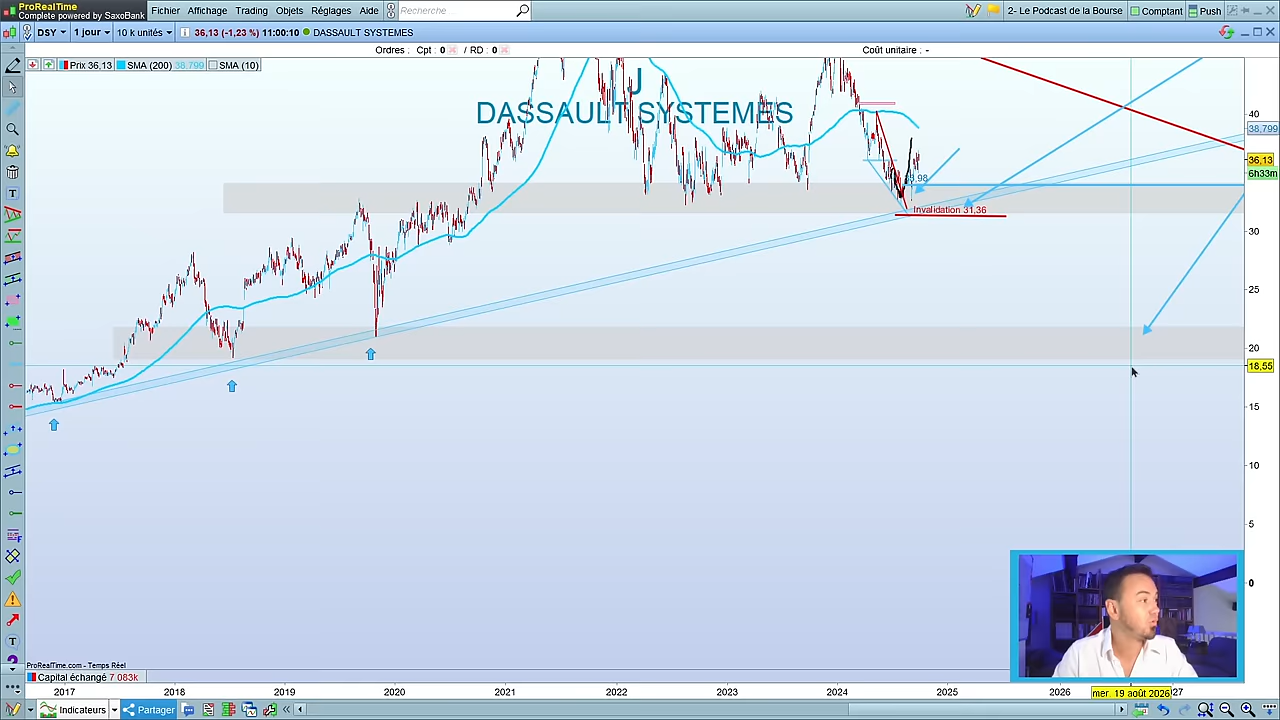 ProRealTime
Complete powered by SaxoBank
Fichier Affichage Trading Objets Réglages Aide
Recherche
2- Le Podcast de la Bourse Comptant Push
DSY 1 jour 10 k unités 36,13 (-1,23 %) 11:00:10 DASSAULT SYSTEMES
Ordres : Cpt : 0 / RD : 0 Coût unitaire : -
Prix 36,13 SMA (200) 38.799 SMA (10)
J
DASSAULT SYSTEMES
40
38,799
36,13
6h33m
30
25
20
18,55
15
10
5
0
Invalidation 31,36
ProRealTime.com - Temps Réel
Capital échangé 7 083k
2017 2018 2019 2020 2021 2022 2023 2024 2025 2026 mer. 19 août 2026 27
Indicateurs Partager